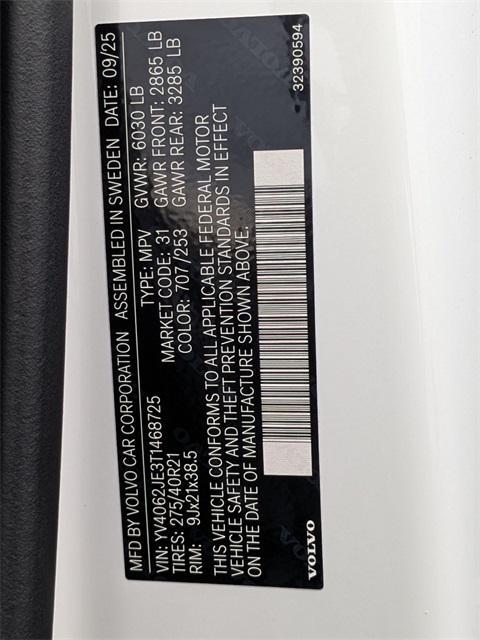 MFD BY VOLVO CAR CORPORATION ASSEMBLED IN SWEDEN DATE: 09/25
VIN: YV4062JE3T1468725 TYPE: MPV GVWR: 6030 LB
TIRES: 275/40R21 MARKET CODE: 31 GAWR FRONT: 2865 LB
RIM: 9Jx21x38.5 COLOR: 707/253 GAWR REAR: 3285 LB
THIS VEHICLE CONFORMS TO ALL APPLICABLE FEDERAL MOTOR
VEHICLE SAFETY AND THEFT PREVENTION STANDARDS IN EFFECT
ON THE DATE OF MANUFACTURE SHOWN ABOVE.
VOLVO 32390594